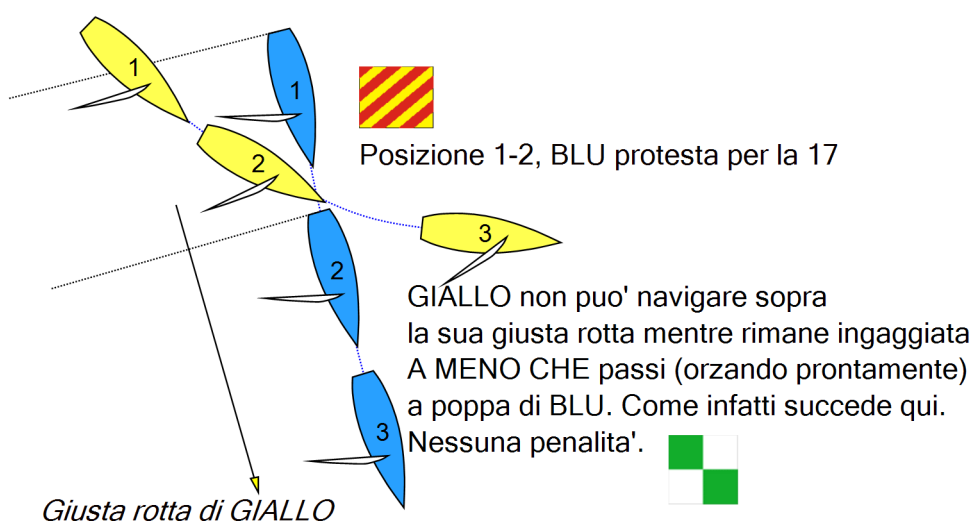 1
1
Posizione 1-2, BLU protesta per la 17
2
3
2
GIALLO non puo' navigare sopra
la sua giusta rotta mentre rimane ingaggiata
A MENO CHE passi (orzando prontamente)
a poppa di BLU. Come infatti succede qui.
3
Nessuna penalita'.
Giusta rotta di GIALLO